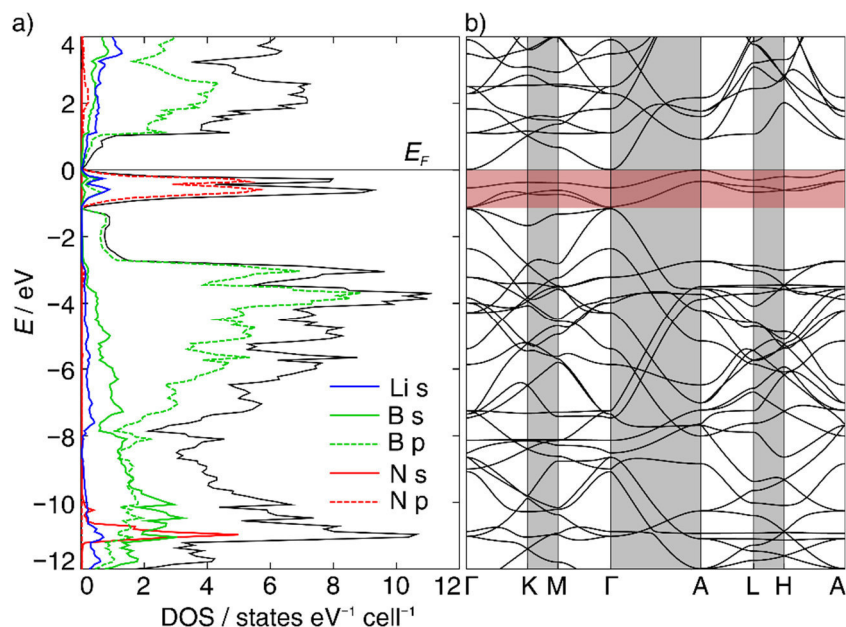 a)
b)
4
2
0
−2
−4
−6
−8
−10
−12
E / eV
E_F
Li s
B s
B p
N s
N p
0 2 4 6 8 10 12
DOS / states eV⁻¹ cell⁻¹
Γ K M Γ A L H A